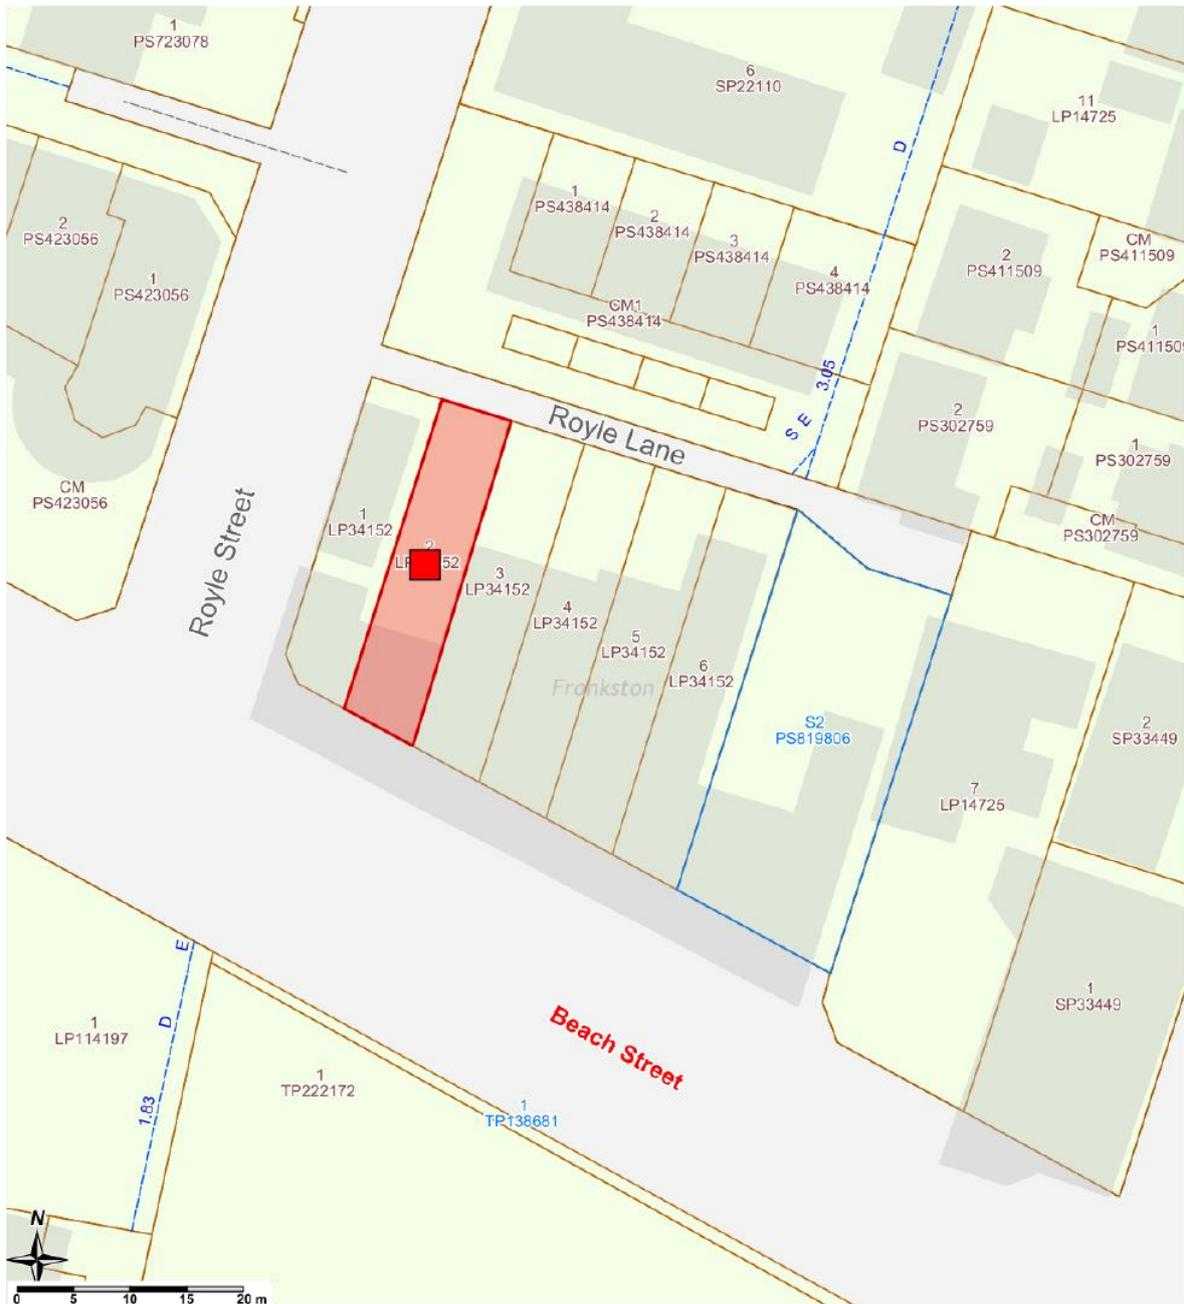 1
PS723078
6
SP22110
11
LP14725
D
1
PS438414
2
PS438414
3
PS438414
4
PS438414
CM1
PS438414
2
PS423056
1
PS423056
CM
PS423056
2
PS411509
CM
PS411509
1
PS411509
3.05
S E
2
PS302759
1
PS302759
CM
PS302759
Royle Lane
Royle Street
1
LP34152
2
3
LP34152
4
LP34152
5
LP34152
6
LP34152
Frankston
S2
PS819806
7
LP14725
2
SP33449
1
SP33449
Beach Street
E
D
1.83
1
LP114197
1
TP222172
1
TP138681
N
0 5 10 15 20 m